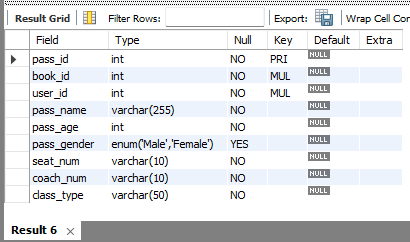 Result Grid Filter Rows: Export: Wrap Cell Con
Field Type Null Key Default Extra
pass_id int NO PRI NULL
book_id int NO MUL NULL
user_id int NO MUL NULL
pass_name varchar(255) NO NULL
pass_age int NO NULL
pass_gender enum('Male','Female') YES NULL
seat_num varchar(10) NO NULL
coach_num varchar(10) NO NULL
class_type varchar(50) NO NULL
Result 6 ×